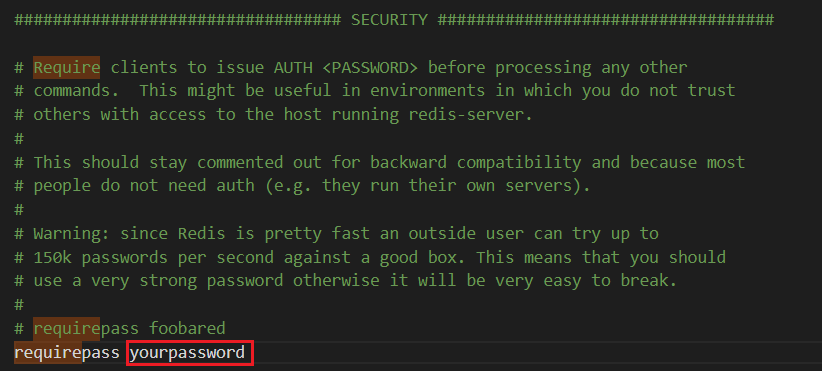 ################################## SECURITY ###################################
# Require clients to issue AUTH <PASSWORD> before processing any other
# commands.  This might be useful in environments in which you do not trust
# others with access to the host running redis-server.
#
# This should stay commented out for backward compatibility and because most
# people do not need auth (e.g. they run their own servers).
#
# Warning: since Redis is pretty fast an outside user can try up to
# 150k passwords per second against a good box. This means that you should
# use a very strong password otherwise it will be very easy to break.
#
# requirepass foobared
requirepass yourpassword